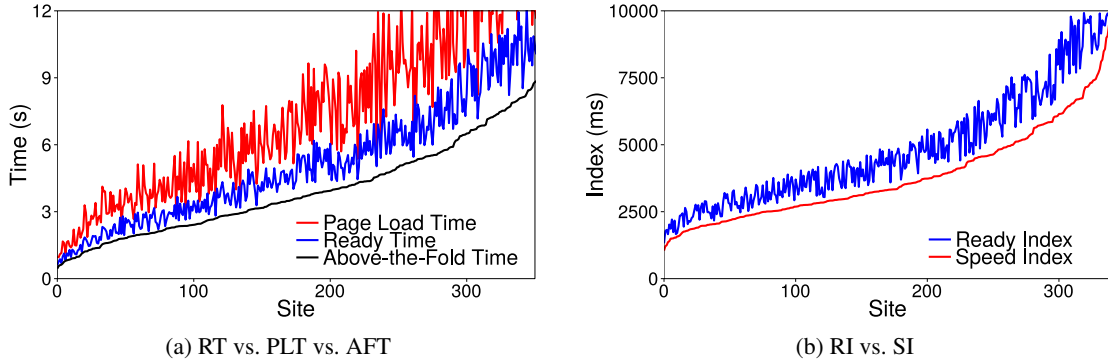 12
9
6
3
0
Time (s)
0
100
200
300
Site
Page Load Time
Ready Time
Above-the-Fold Time
(a) RT vs. PLT vs. AFT
10000
7500
5000
2500
0
Index (ms)
0
100
200
300
Site
Ready Index
Speed Index
(b) RI vs. SI